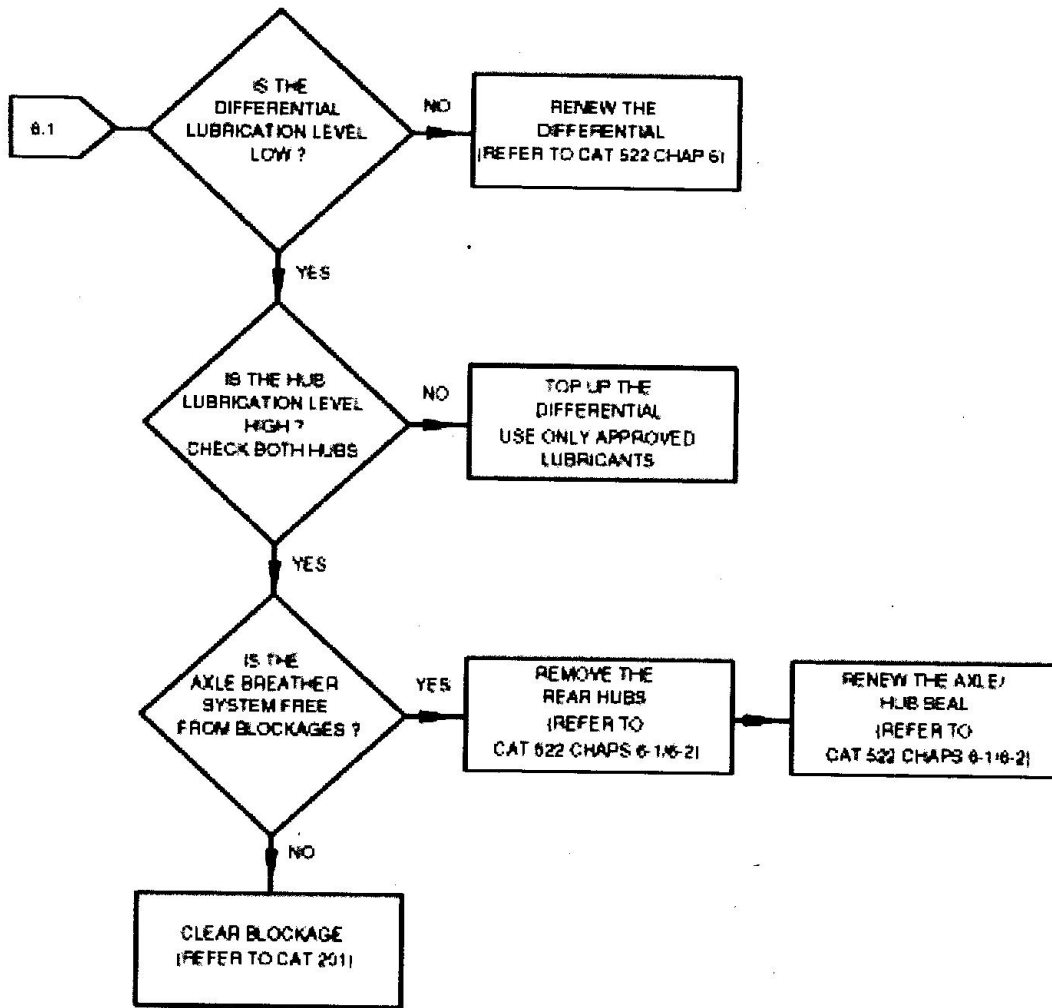 6.1
IS THE
DIFFERENTIAL
LUBRICATION LEVEL
LOW ?
NO
RENEW THE
DIFFERENTIAL
(REFER TO CAT 522 CHAP 6)
YES
IS THE HUB
LUBRICATION LEVEL
HIGH ?
CHECK BOTH HUBS
NO
TOP UP THE
DIFFERENTIAL
USE ONLY APPROVED
LUBRICANTS
YES
IS THE
AXLE BREATHER
SYSTEM FREE
FROM BLOCKAGES ?
YES
REMOVE THE
REAR HUBS
(REFER TO
CAT 522 CHAPS 6-1/6-2)
RENEW THE AXLE/
HUB SEAL
(REFER TO
CAT 522 CHAPS 6-1/6-2)
NO
CLEAR BLOCKAGE
(REFER TO CAT 201)